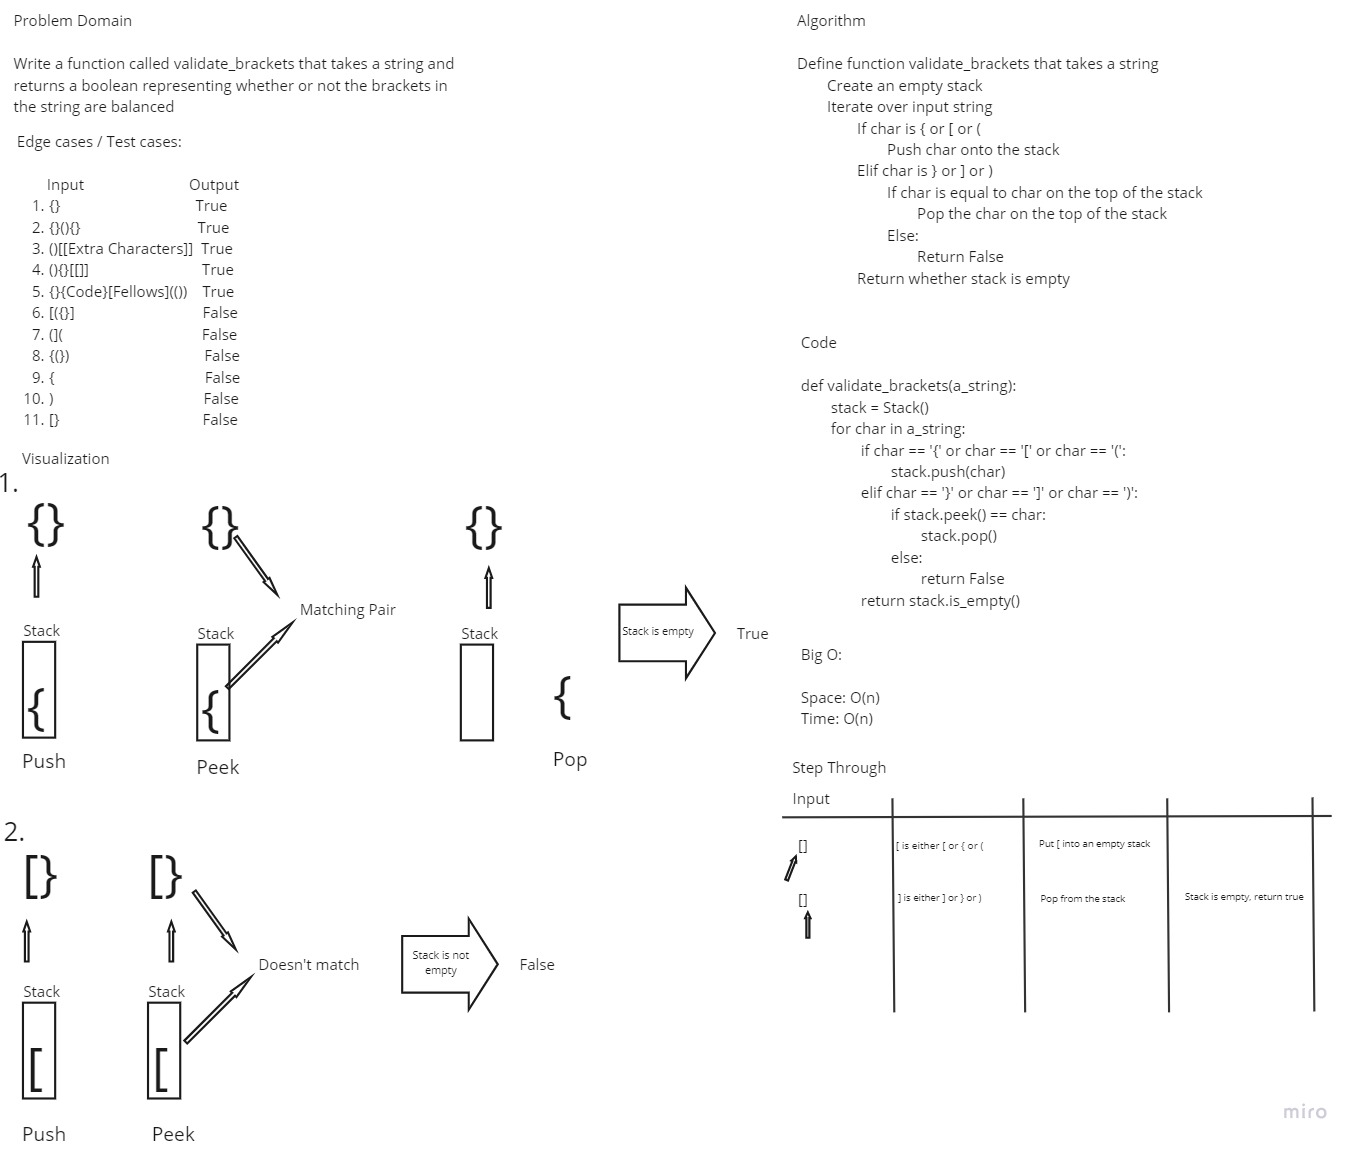 Problem Domain
Write a function called validate_brackets that takes a string and
returns a boolean representing whether or not the brackets in
the string are balanced
Edge cases / Test cases:
Input Output
1. {} True
2. {}(){} True
3. ()[[Extra Characters]] True
4. (){}[[]] True
5. {}{Code}[Fellows](()) True
6. [({}] False
7. (]( False
8. {(}) False
9. { False
10. ) False
11. [} False
Visualization
1.
{}
{}
{}
Matching Pair
Stack
Stack
Stack
Stack is empty
True
{
{
{
Push
Peek
Pop
2.
[}
[}
Doesn't match
Stack is not
empty
False
Stack
Stack
[
[
Push
Peek
Algorithm
Define function validate_brackets that takes a string
Create an empty stack
Iterate over input string
If char is { or [ or (
Push char onto the stack
Elif char is } or ] or )
If char is equal to char on the top of the stack
Pop the char on the top of the stack
Else:
Return False
Return whether stack is empty
Code
def validate_brackets(a_string):
stack = Stack()
for char in a_string:
if char == '{' or char == '[' or char == '(':
stack.push(char)
elif char == '}' or char == ']' or char == ')':
if stack.peek() == char:
stack.pop()
else:
return False
return stack.is_empty()
Big O:
Space: O(n)
Time: O(n)
Step Through
Input
[] [ is either [ or { or ( Put [ into an empty stack
[] ] is either ] or } or ) Pop from the stack Stack is empty, return true
miro